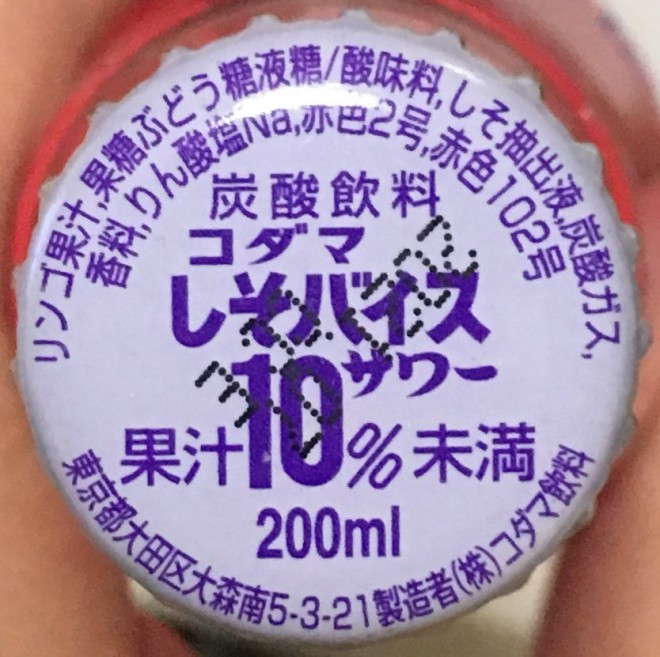 リンゴ果汁,果糖ぶどう糖液糖/酸味料,しそ抽出液,炭酸ガス,
香料,りん酸塩Na,赤色2号,赤色102号
炭酸飲料
コダマ
しそバイス
サワー
果汁10%未満
200ml
東京都大田区大森南5-3-21製造者(株)コダマ飲料